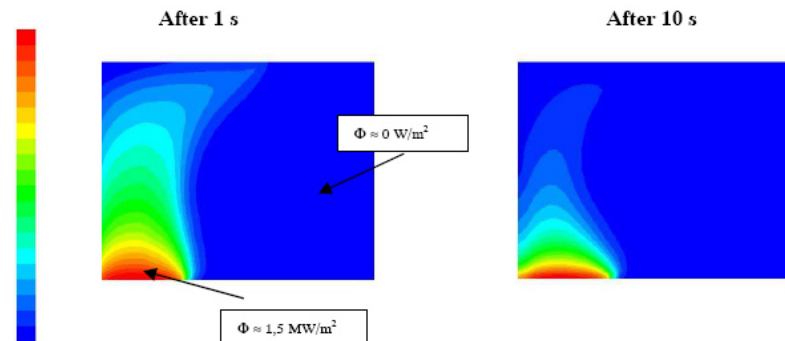 After 1 s
After 10 s
Φ ≈ 0 W/m²
Φ ≈ 1,5 MW/m²